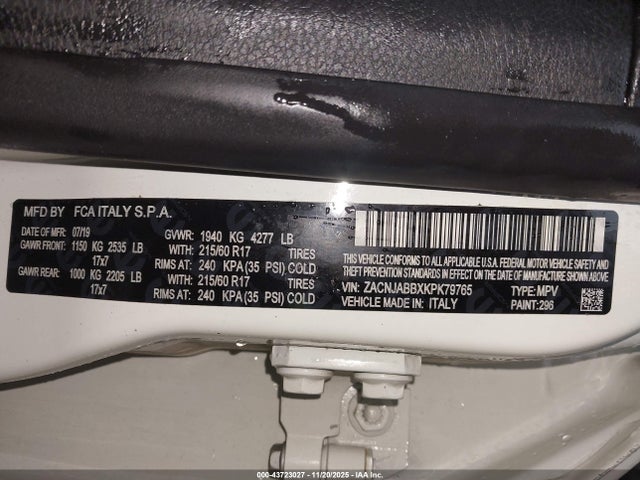 MFD BY FCA ITALY S.P.A.
DATE OF MFR: 07/19 GVWR: 1940 KG 4277 LB
GAWR FRONT: 1150 KG 2535 LB WITH: 215/60 R17 TIRES
17x7 RIMS AT: 240 KPA(35 PSI) COLD
GAWR REAR: 1000 KG 2205 LB WITH: 215/60 R17 TIRES
17x7 RIMS AT: 240 KPA(35 PSI) COLD
THIS VEHICLE CONFORMS TO ALL APPLICABLE U.S.A. FEDERAL MOTOR VEHICLE SAFETY AND
THEFT PREVENTION STANDARDS IN EFFECT ON THE DATE OF MANUFACTURE SHOWN ABOVE.
VIN: ZACNJABBXKPK79765 TYPE: MPV
VEHICLE MADE IN: ITALY PAINT: 296
000-43723027 - 11/20/2025 - IAAI.COM